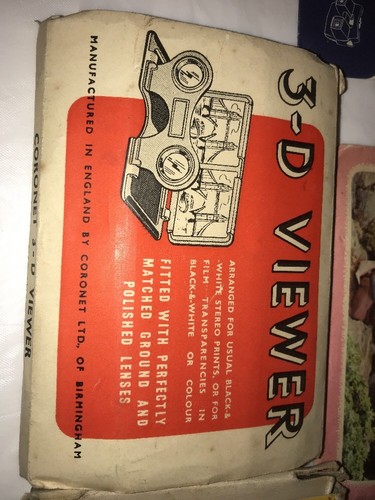 3-D VIEWER
ARRANGED FOR USUAL BLACK-&
-WHITE STEREO PRINTS, OR FOR
FILM TRANSPARENCIES IN
BLACK-&-WHITE OR COLOUR
FITTED WITH PERFECTLY
MATCHED GROUND AND
POLISHED LENSES
MANUFACTURED IN ENGLAND BY CORONET LTD., OF BIRMINGHAM
CORONET 3-D VIEWER